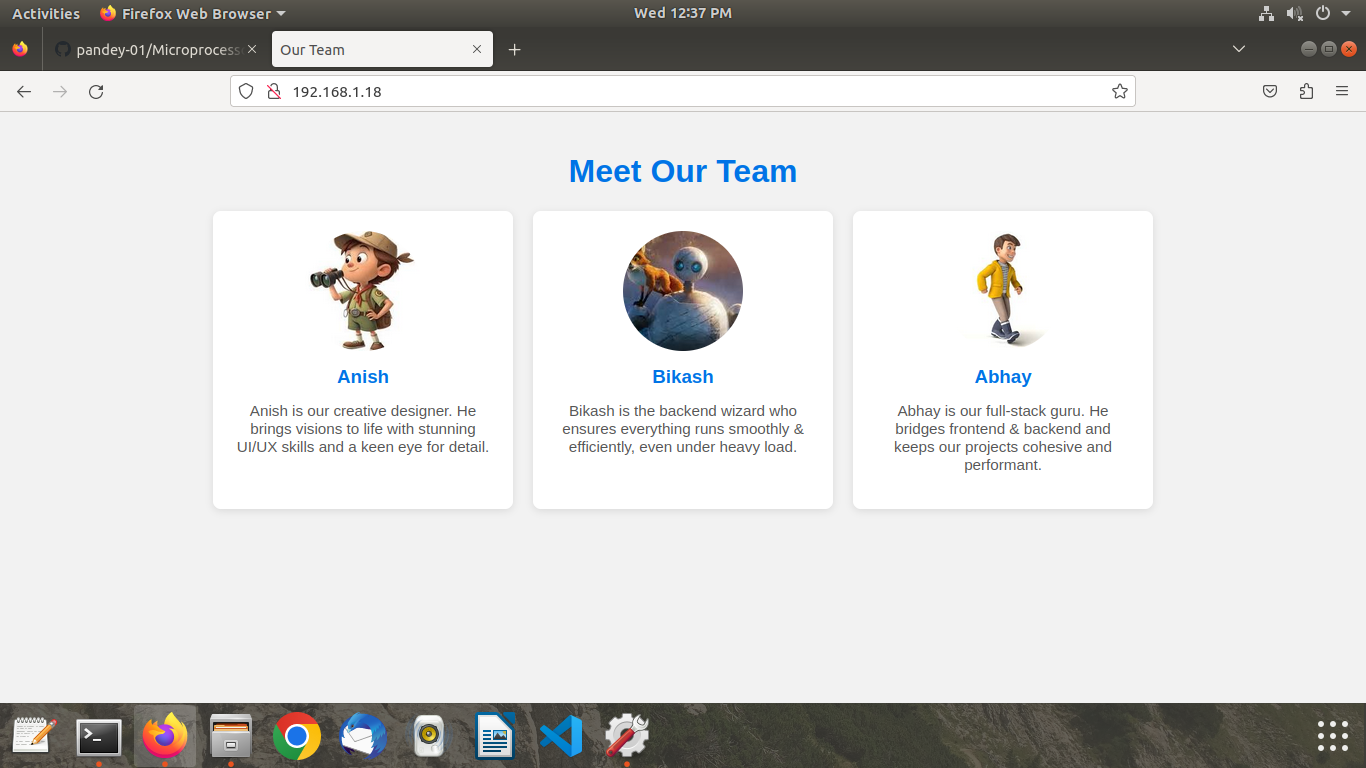 Activities Firefox Web Browser Wed 12:37 PM
pandey-01/Microprocess Our Team
192.168.1.18
Meet Our Team
Anish
Anish is our creative designer. He
brings visions to life with stunning
UI/UX skills and a keen eye for detail.
Bikash
Bikash is the backend wizard who
ensures everything runs smoothly &
efficiently, even under heavy load.
Abhay
Abhay is our full-stack guru. He
bridges frontend & backend and
keeps our projects cohesive and
performant.